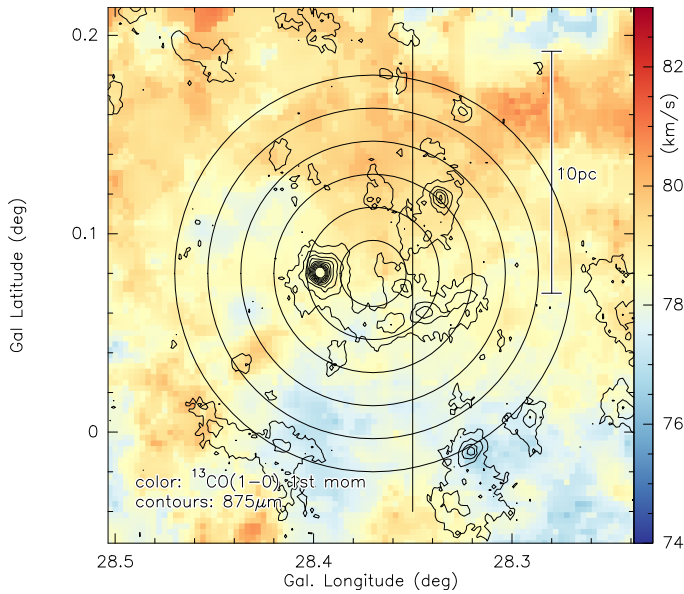 0.2
0.1
0
Gal Latitude (deg)
10pc
color: ¹³CO(1−0) 1st mom
contours: 875μm
28.5
28.4
28.3
Gal. Longitude (deg)
82
80
78
76
74
(km/s)